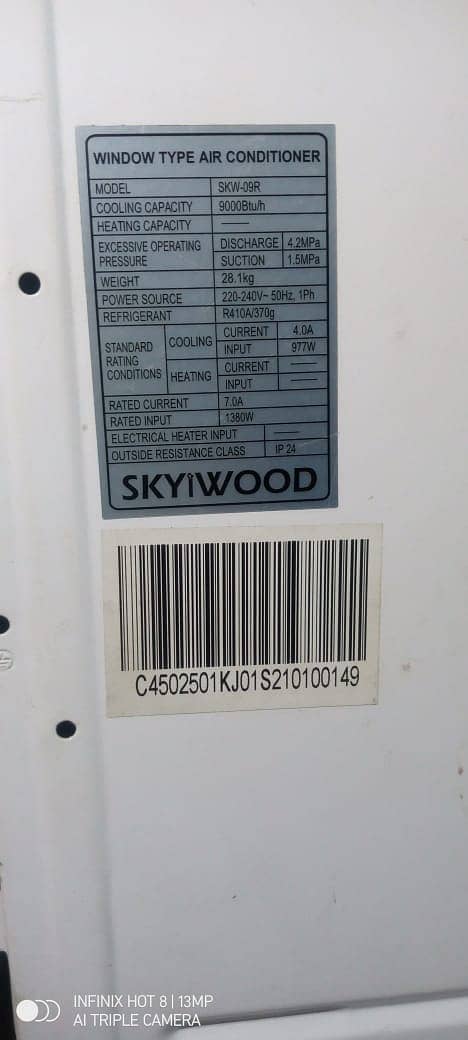 WINDOW TYPE AIR CONDITIONER
MODEL SKW-09R
COOLING CAPACITY 9000Btu/h
HEATING CAPACITY ——
EXCESSIVE OPERATING PRESSURE DISCHARGE 4.2MPa
SUCTION 1.5MPa
WEIGHT 28.1kg
POWER SOURCE 220-240V~ 50Hz, 1Ph
REFRIGERANT R410A/370g
STANDARD RATING CONDITIONS COOLING CURRENT 4.0A
INPUT 977W
HEATING CURRENT ——
INPUT ——
RATED CURRENT 7.0A
RATED INPUT 1380W
ELECTRICAL HEATER INPUT ——
OUTSIDE RESISTANCE CLASS IP 24
SKYiWOOD
C4502501KJ01S210100149
INFINIX HOT 8 | 13MP
AI TRIPLE CAMERA